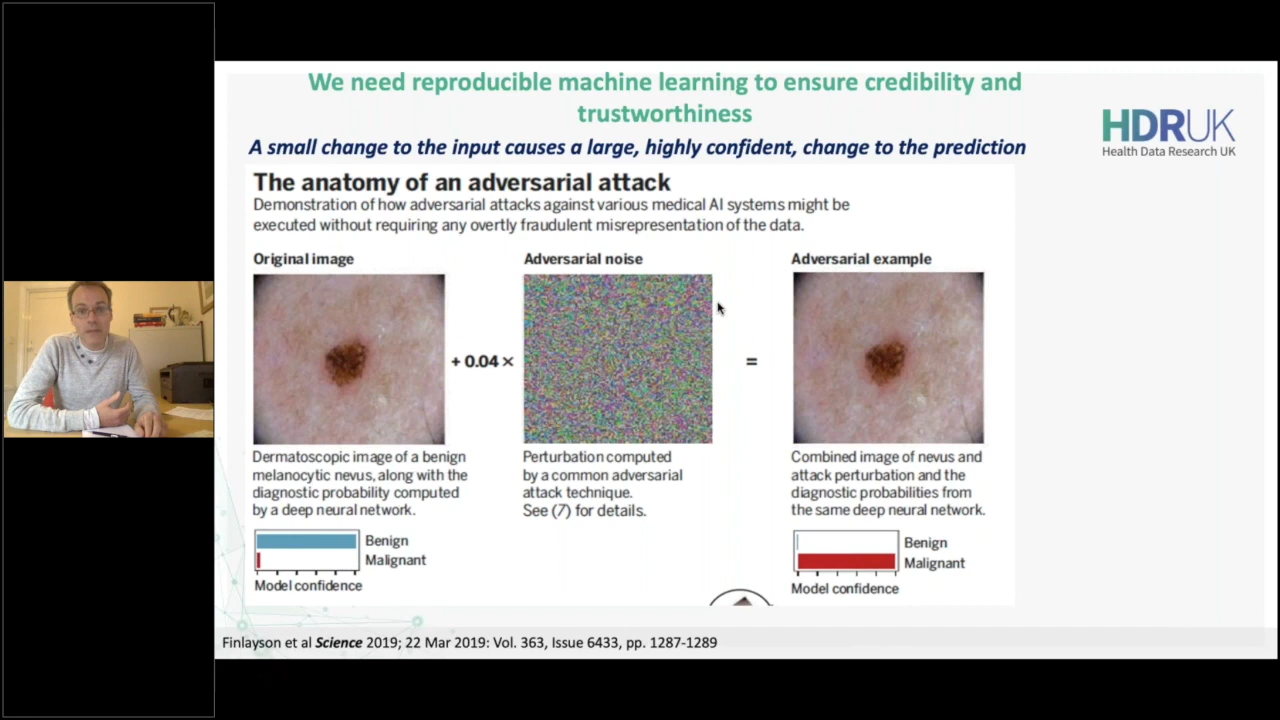 We need reproducible machine learning to ensure credibility and
trustworthiness
HDRUK
Health Data Research UK
A small change to the input causes a large, highly confident, change to the prediction
The anatomy of an adversarial attack
Demonstration of how adversarial attacks against various medical AI systems might be
executed without requiring any overtly fraudulent misrepresentation of the data.
Original image
Adversarial noise
Adversarial example
+ 0.04 ×
=
Dermatoscopic image of a benign
melanocytic nevus, along with the
diagnostic probability computed
by a deep neural network.
Perturbation computed
by a common adversarial
attack technique.
See (7) for details.
Combined image of nevus and
attack perturbation and the
diagnostic probabilities from
the same deep neural network.
Benign
Malignant
Model confidence
Benign
Malignant
Model confidence
Finlayson et al Science 2019; 22 Mar 2019: Vol. 363, Issue 6433, pp. 1287-1289